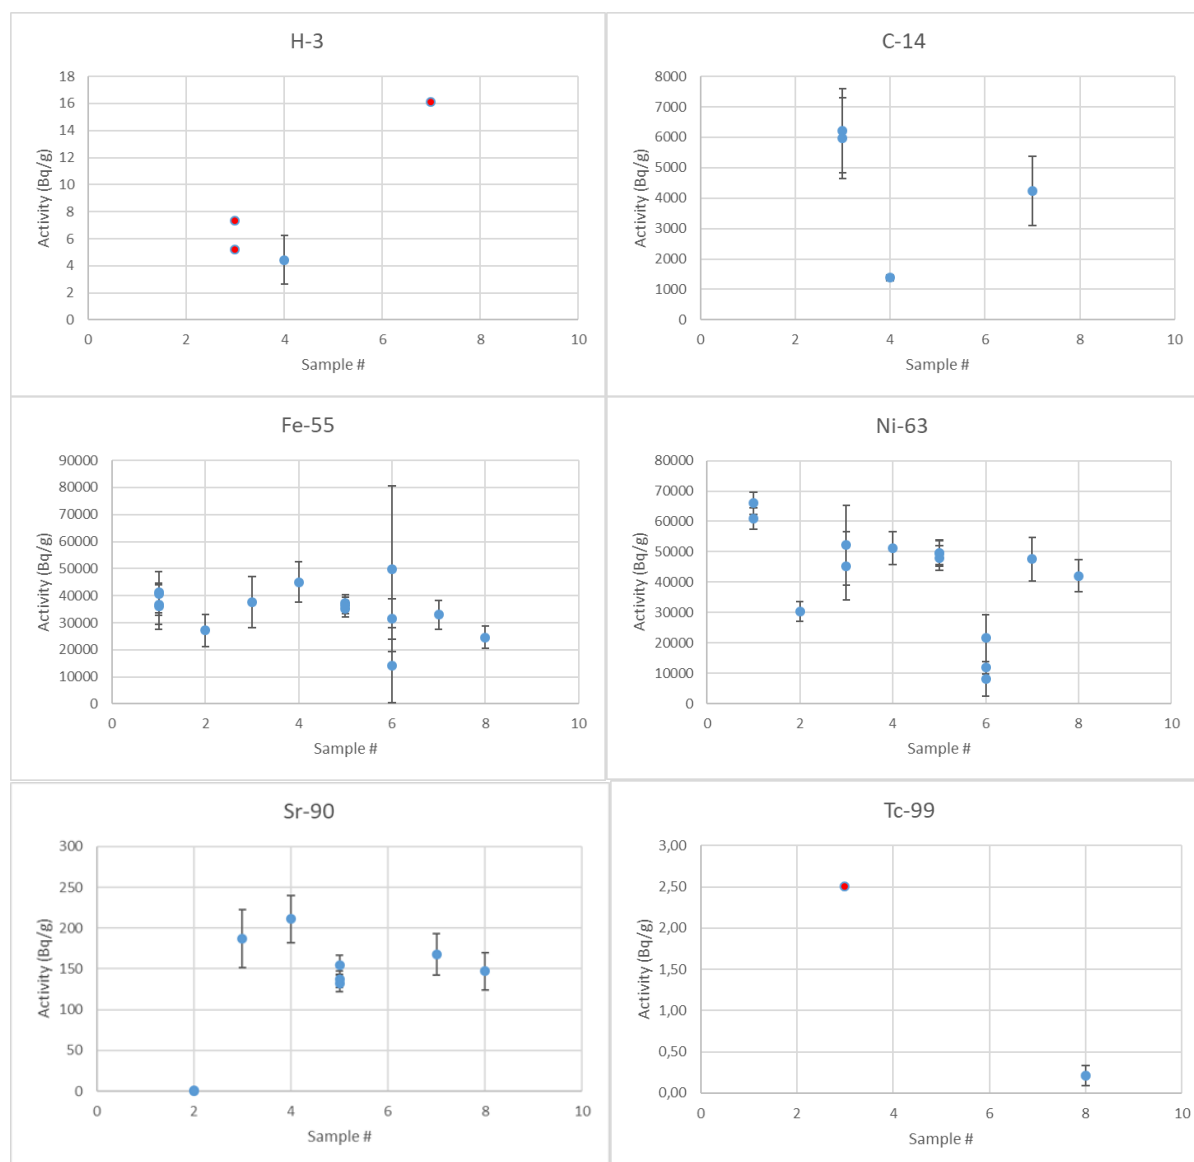 H-3
Activity (Bq/g)
18
16
14
12
10
8
6
4
2
0
0 2 4 6 8 10
Sample #
C-14
Activity (Bq/g)
8000
7000
6000
5000
4000
3000
2000
1000
0
0 2 4 6 8 10
Sample #
Fe-55
Activity (Bq/g)
90000
80000
70000
60000
50000
40000
30000
20000
10000
0
0 2 4 6 8 10
Sample #
Ni-63
Activity (Bq/g)
80000
70000
60000
50000
40000
30000
20000
10000
0
0 2 4 6 8 10
Sample #
Sr-90
Activity (Bq/g)
300
250
200
150
100
50
0
0 2 4 6 8 10
Sample #
Tc-99
Activity (Bq/g)
3,00
2,50
2,00
1,50
1,00
0,50
0,00
0 2 4 6 8 10
Sample #